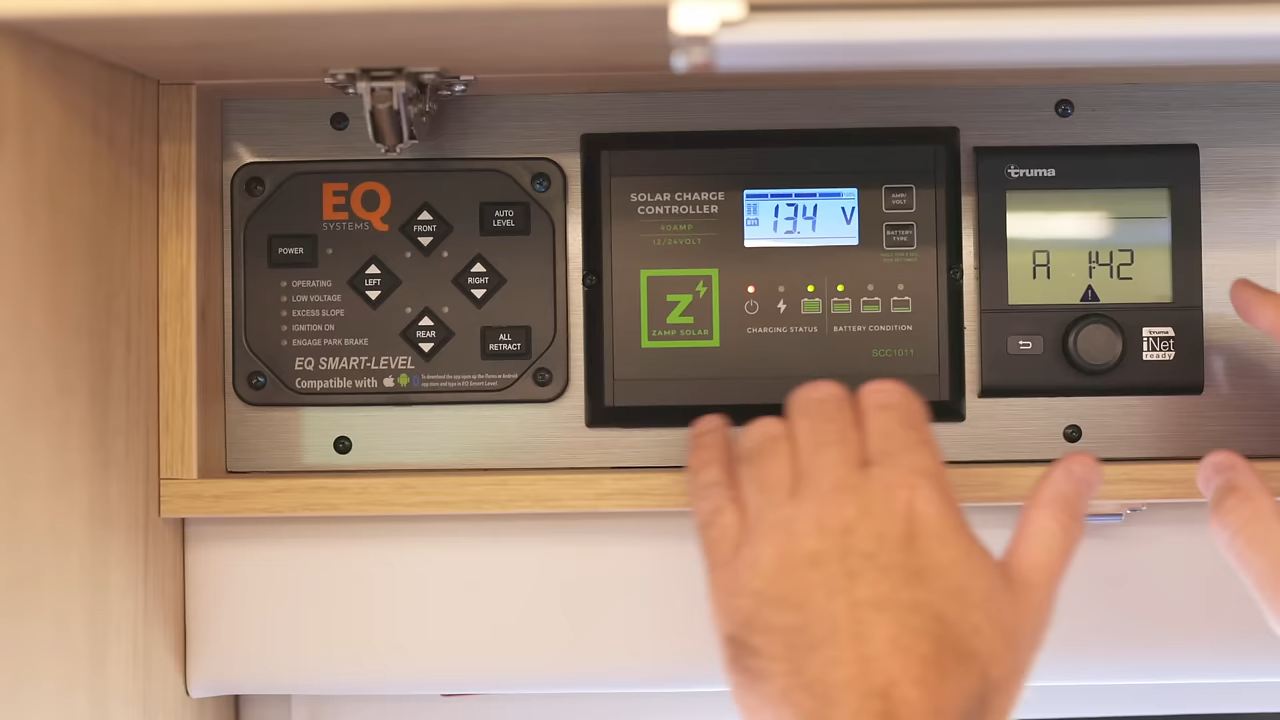 EQ
SYSTEMS
POWER
FRONT
AUTO
LEVEL
LEFT
RIGHT
OPERATING
LOW VOLTAGE
EXCESS SLOPE
IGNITION ON
ENGAGE PARK BRAKE
REAR
ALL
RETRACT
EQ SMART-LEVEL
Compatible with
SOLAR CHARGE
CONTROLLER
40AMP
12/24VOLT
13.4 V
AMP/
VOLT
BATTERY
TYPE
Z
ZAMP SOLAR
CHARGING STATUS
BATTERY CONDITION
SCC1011
truma
A 1:42
truma
iNet
ready